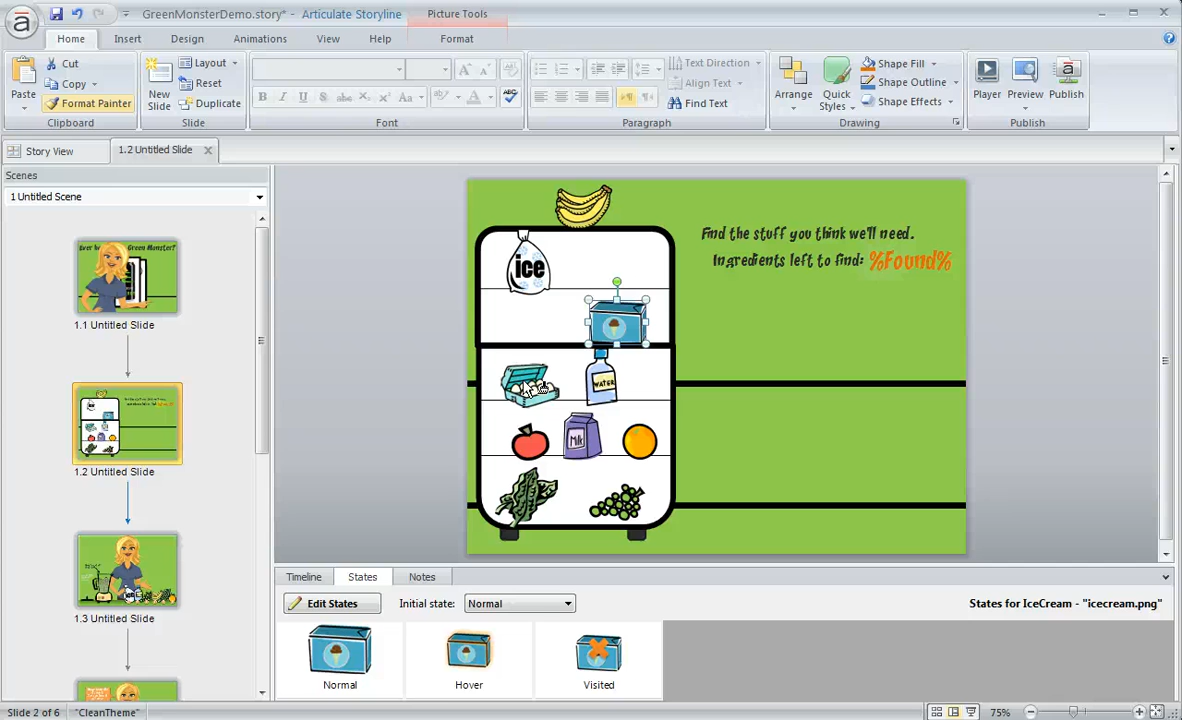 GreenMonsterDemo.story* - Articulate Storyline
Picture Tools
Home
Insert
Design
Animations
View
Help
Format
Paste
Cut
Copy
Format Painter
Clipboard
New
Slide
Layout
Reset
Duplicate
Slide
B I U S abc
Aa
Font
Text Direction
Align Text
Find Text
Paragraph
Arrange
Quick
Styles
Shape Fill
Shape Outline
Shape Effects
Drawing
Player
Preview
Publish
Publish
Story View
1.2 Untitled Slide
Scenes
1 Untitled Scene
1.1 Untitled Slide
1.2 Untitled Slide
1.3 Untitled Slide
ice
WATER
Milk
Find the stuff you think we'll need.
Ingredients left to find: %Found%
Timeline
States
Notes
Edit States
Initial state:
Normal
States for IceCream - "icecream.png"
Normal
Hover
Visited
Slide 2 of 6
"CleanTheme"
75%